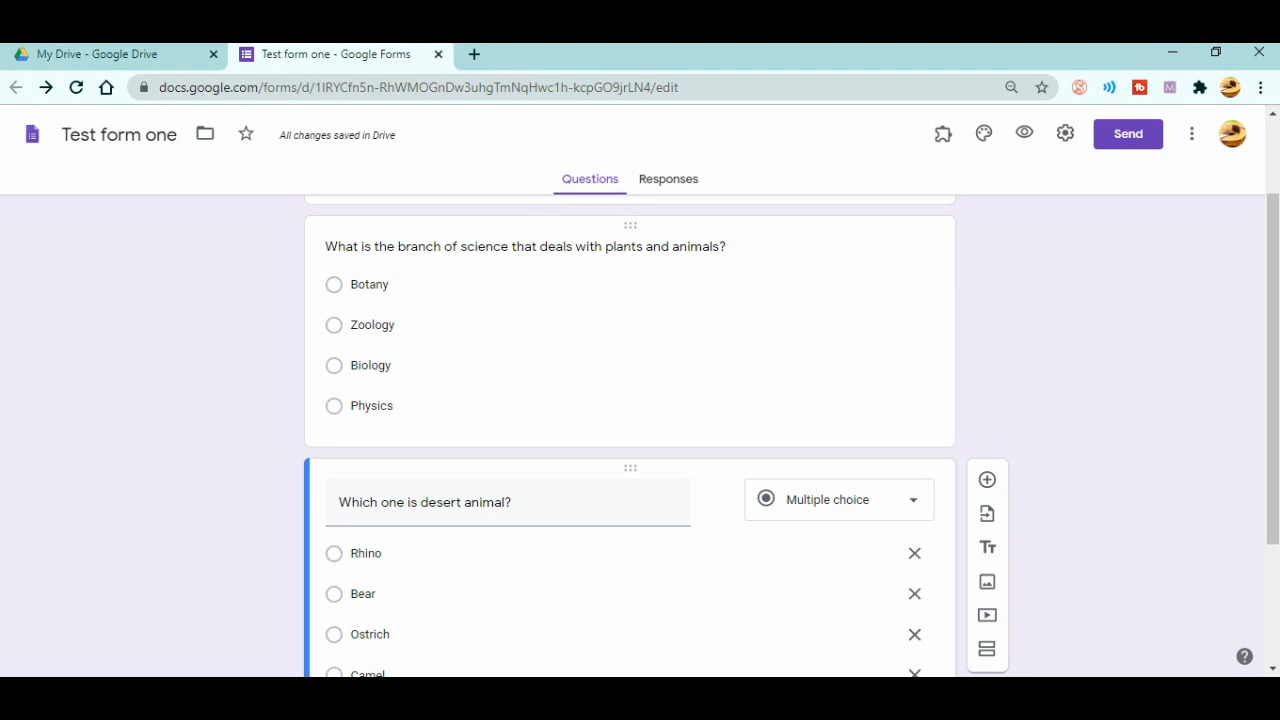 My Drive - Google Drive
Test form one - Google Forms
docs.google.com/forms/d/1IRYCfn5n-RhWMOGnDw3uhgTmNqHwc1h-kcpGO9jrLN4/edit
Test form one
All changes saved in Drive
Send
Questions
Responses
What is the branch of science that deals with plants and animals?
Botany
Zoology
Biology
Physics
Which one is desert animal?
Multiple choice
Rhino
Bear
Ostrich
Camel